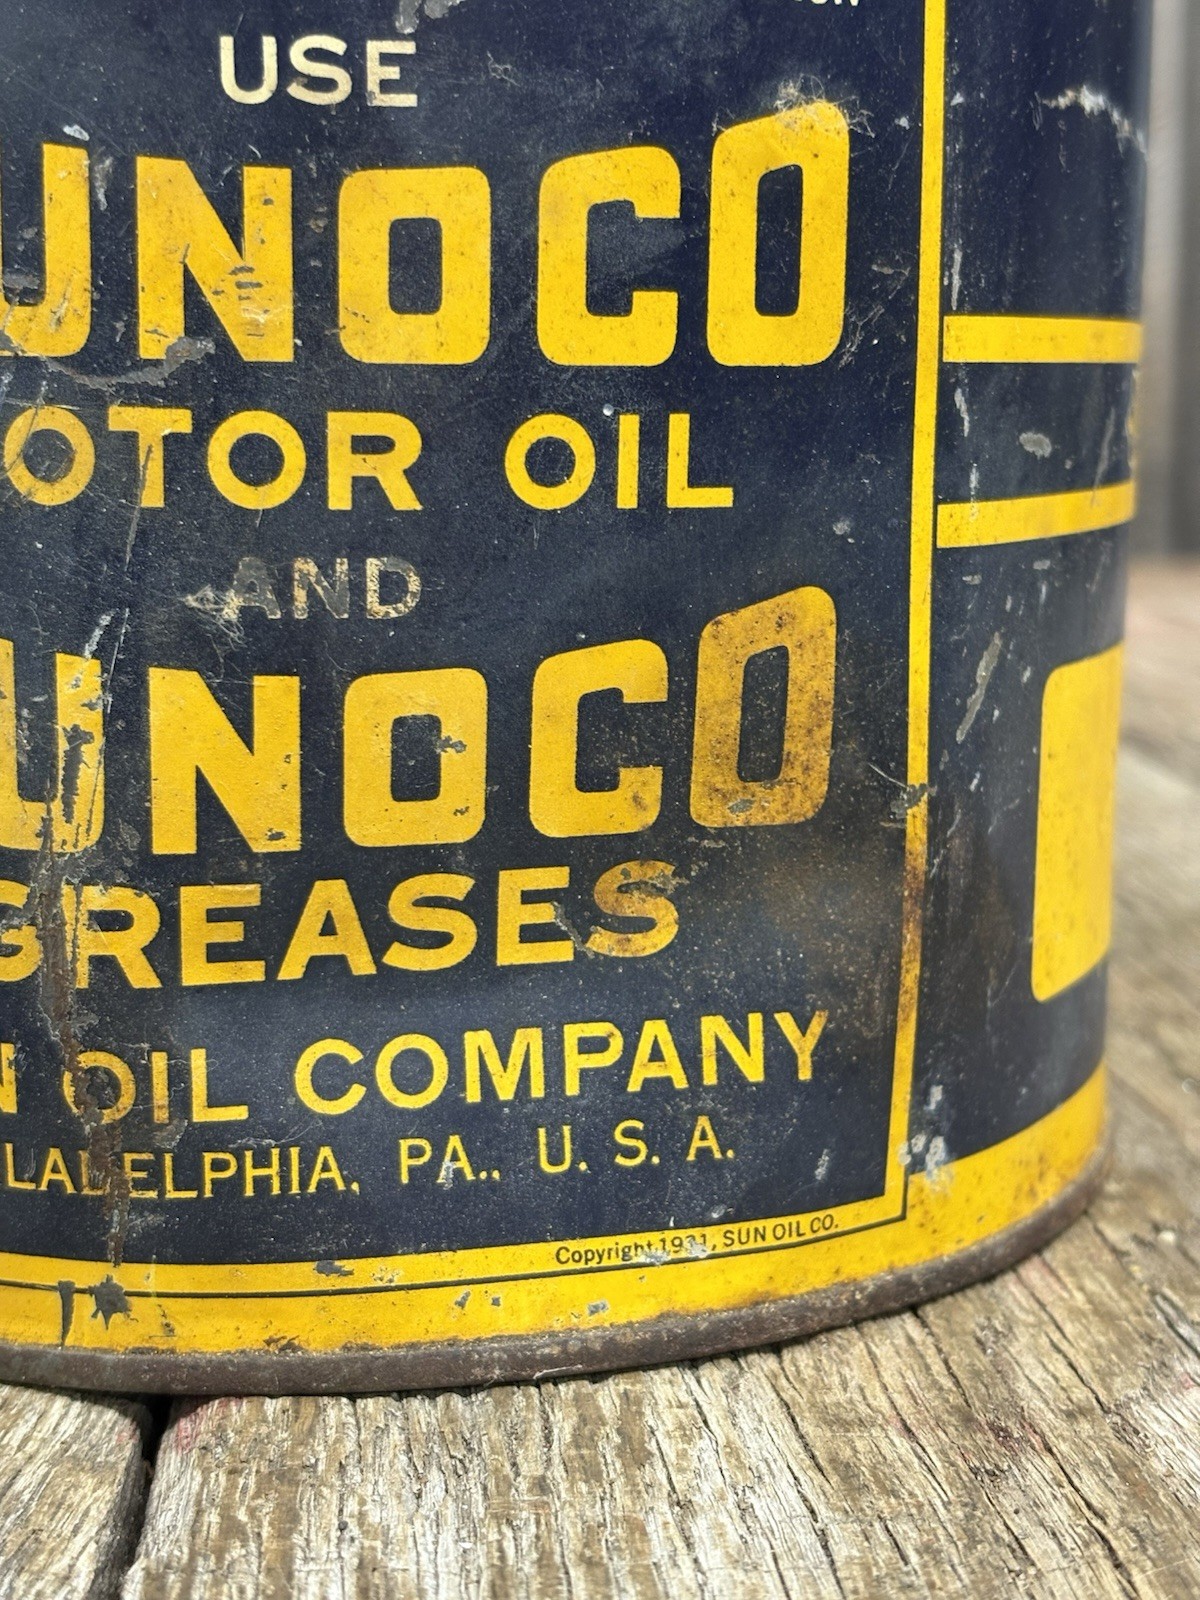 USE
UNOCO
OTOR OIL
AND
UNOCO
GREASES
N OIL COMPANY
LADELPHIA, PA., U. S. A.
Copyright 1931, SUN OIL CO.